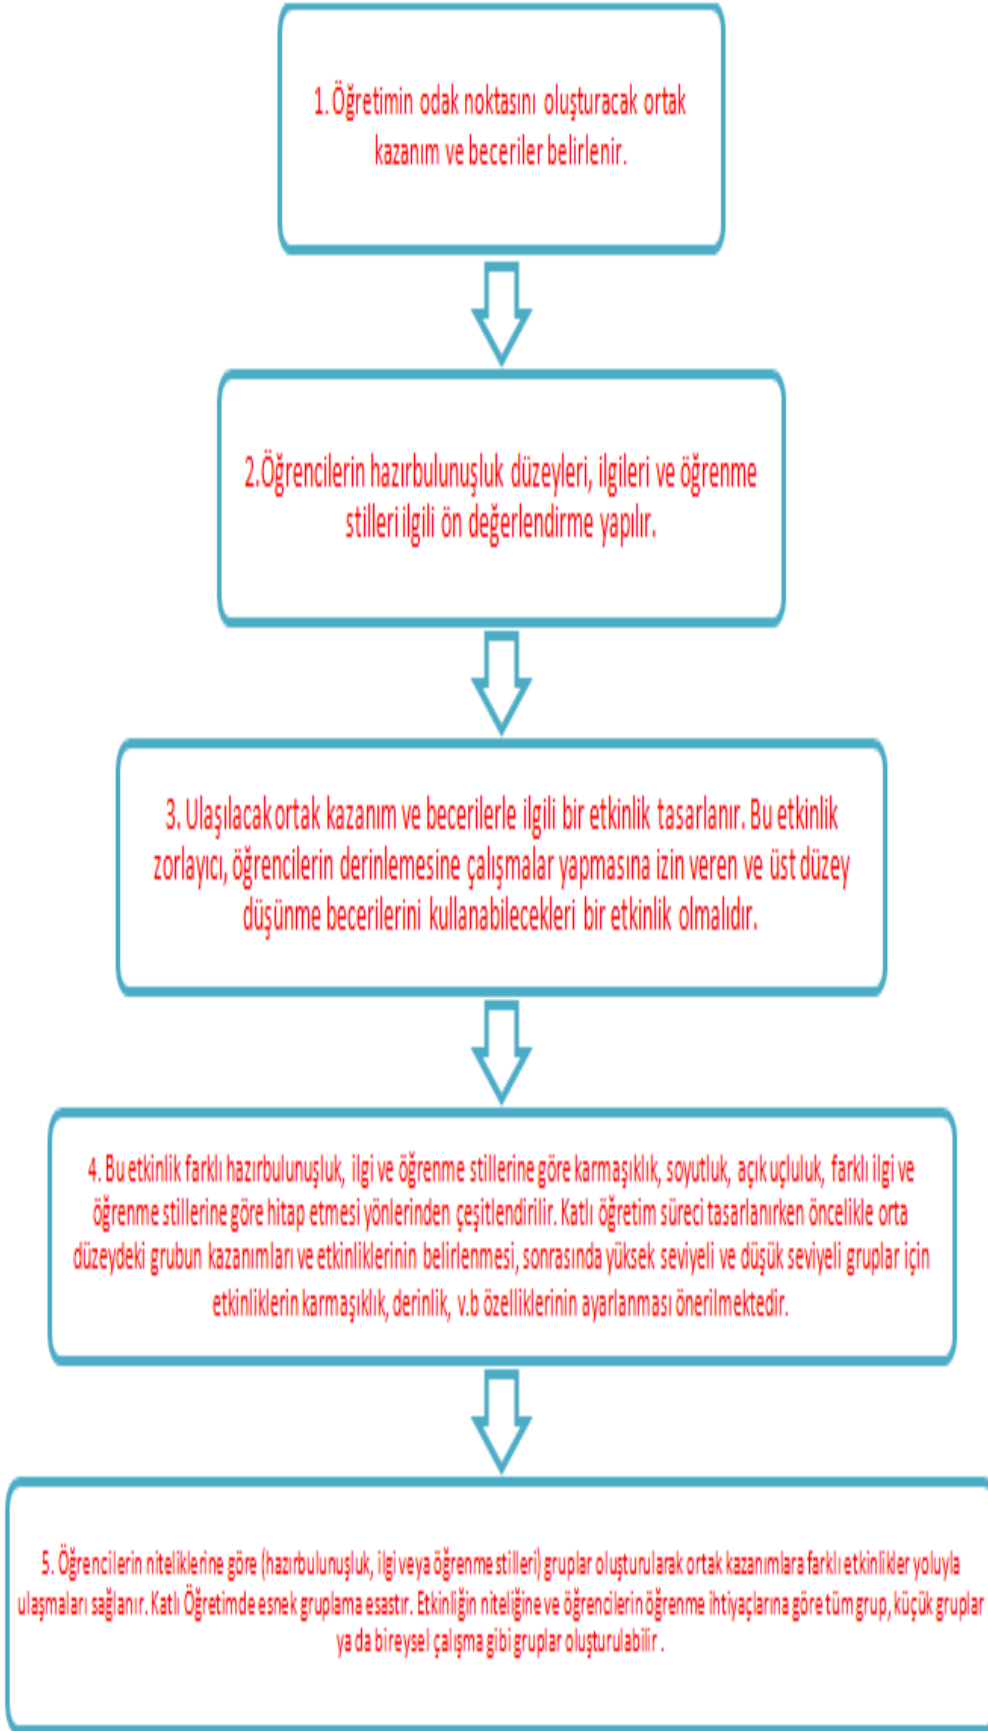 1. Öğretimin odak noktasını oluşturacak ortak
kazanım ve beceriler belirlenir.
2.Öğrencilerin hazırbulunuşluk düzeyleri, ilgileri ve öğrenme
stilleri ilgili ön değerlendirme yapılır.
3. Ulaşılacak ortak kazanım ve becerilerle ilgili bir etkinlik tasarlanır. Bu etkinlik
zorlayıcı, öğrencilerin derinlemesine çalışmalar yapmasına izin veren ve üst düzey
düşünme becerilerini kullanabilecekleri bir etkinlik olmalıdır.
4. Bu etkinlik farklı hazırbulunuşluk, ilgi ve öğrenme stillerine göre karmaşıklık, soyutluk, açık uçluluk, farklı ilgi ve
öğrenme stillerine göre hitap etmesi yönlerinden çeşitlendirilir. Katlı öğretim süreci tasarlanırken öncelikle orta
düzeydeki grubun kazanımları ve etkinliklerinin belirlenmesi, sonrasında yüksek seviyeli ve düşük seviyeli gruplar için
etkinliklerin karmaşıklık, derinlik, v.b özelliklerinin ayarlanması önerilmektedir.
5. Öğrencilerin niteliklerine göre (hazırbulunuşluk, ilgi veya öğrenme stilleri) gruplar oluşturularak ortak kazanımlara farklı etkinlikler yoluyla
ulaşmaları sağlanır. Katlı Öğretimde esnek gruplama esastır. Etkinliğin niteliğine ve öğrencilerin öğrenme ihtiyaçlarına göre tüm grup, küçük gruplar
ya da bireysel çalışma gibi gruplar oluşturulabilir .